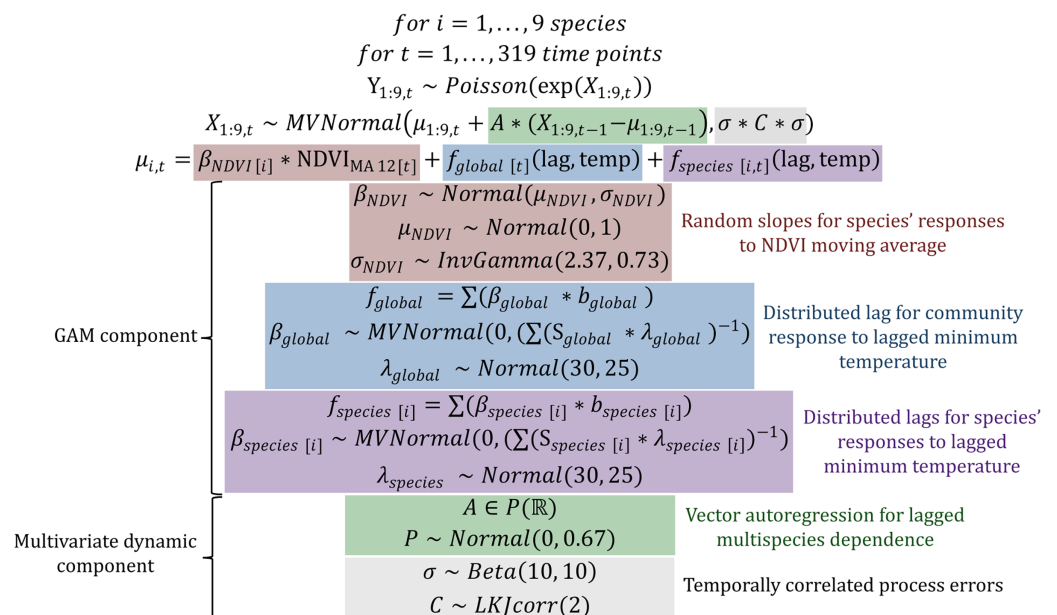 for i = 1, . . . , 9 species
for t = 1, . . . , 319 time points
Y₁:₉,t ~ Poisson(exp(X₁:₉,t))
X₁:₉,t ~ MVNormal(μ₁:₉,t + A * (X₁:₉,t−1−μ₁:₉,t−1), σ * C * σ)
μi,t = βNDVI[i] * NDVIMA 12[t] + fglobal [t](lag, temp) + fspecies [i,t](lag, temp)
βNDVI ~ Normal(μNDVI, σNDVI)
μNDVI ~ Normal(0, 1)
σNDVI ~ InvGamma(2.37, 0.73)
Random slopes for species' responses
to NDVI moving average
GAM component
fglobal = ∑(βglobal * bglobal )
βglobal ~ MVNormal(0, (∑(Sglobal * λglobal )⁻¹)
λglobal ~ Normal(30, 25)
Distributed lag for community
response to lagged minimum
temperature
fspecies [i] = ∑(βspecies [i] * bspecies [i])
βspecies [i] ~ MVNormal(0, (∑(Sspecies [i] * λspecies [i])⁻¹)
λspecies ~ Normal(30, 25)
Distributed lags for species'
responses to lagged
minimum temperature
Multivariate dynamic
component
A ∈ P(ℝ)
P ~ Normal(0, 0.67)
Vector autoregression for lagged
multispecies dependence
σ ~ Beta(10, 10)
C ~ LKJcorr(2)
Temporally correlated process errors